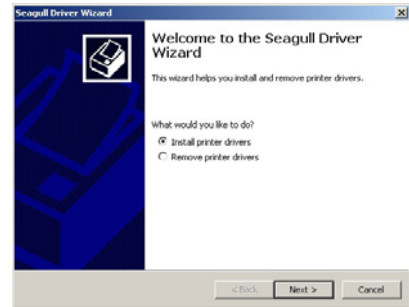 Seagull Driver Wizard
Welcome to the Seagull Driver
Wizard
This wizard helps you install and remove printer drivers.
What would you like to do?
Install printer drivers
Remove printer drivers
< Back
Next >
Cancel